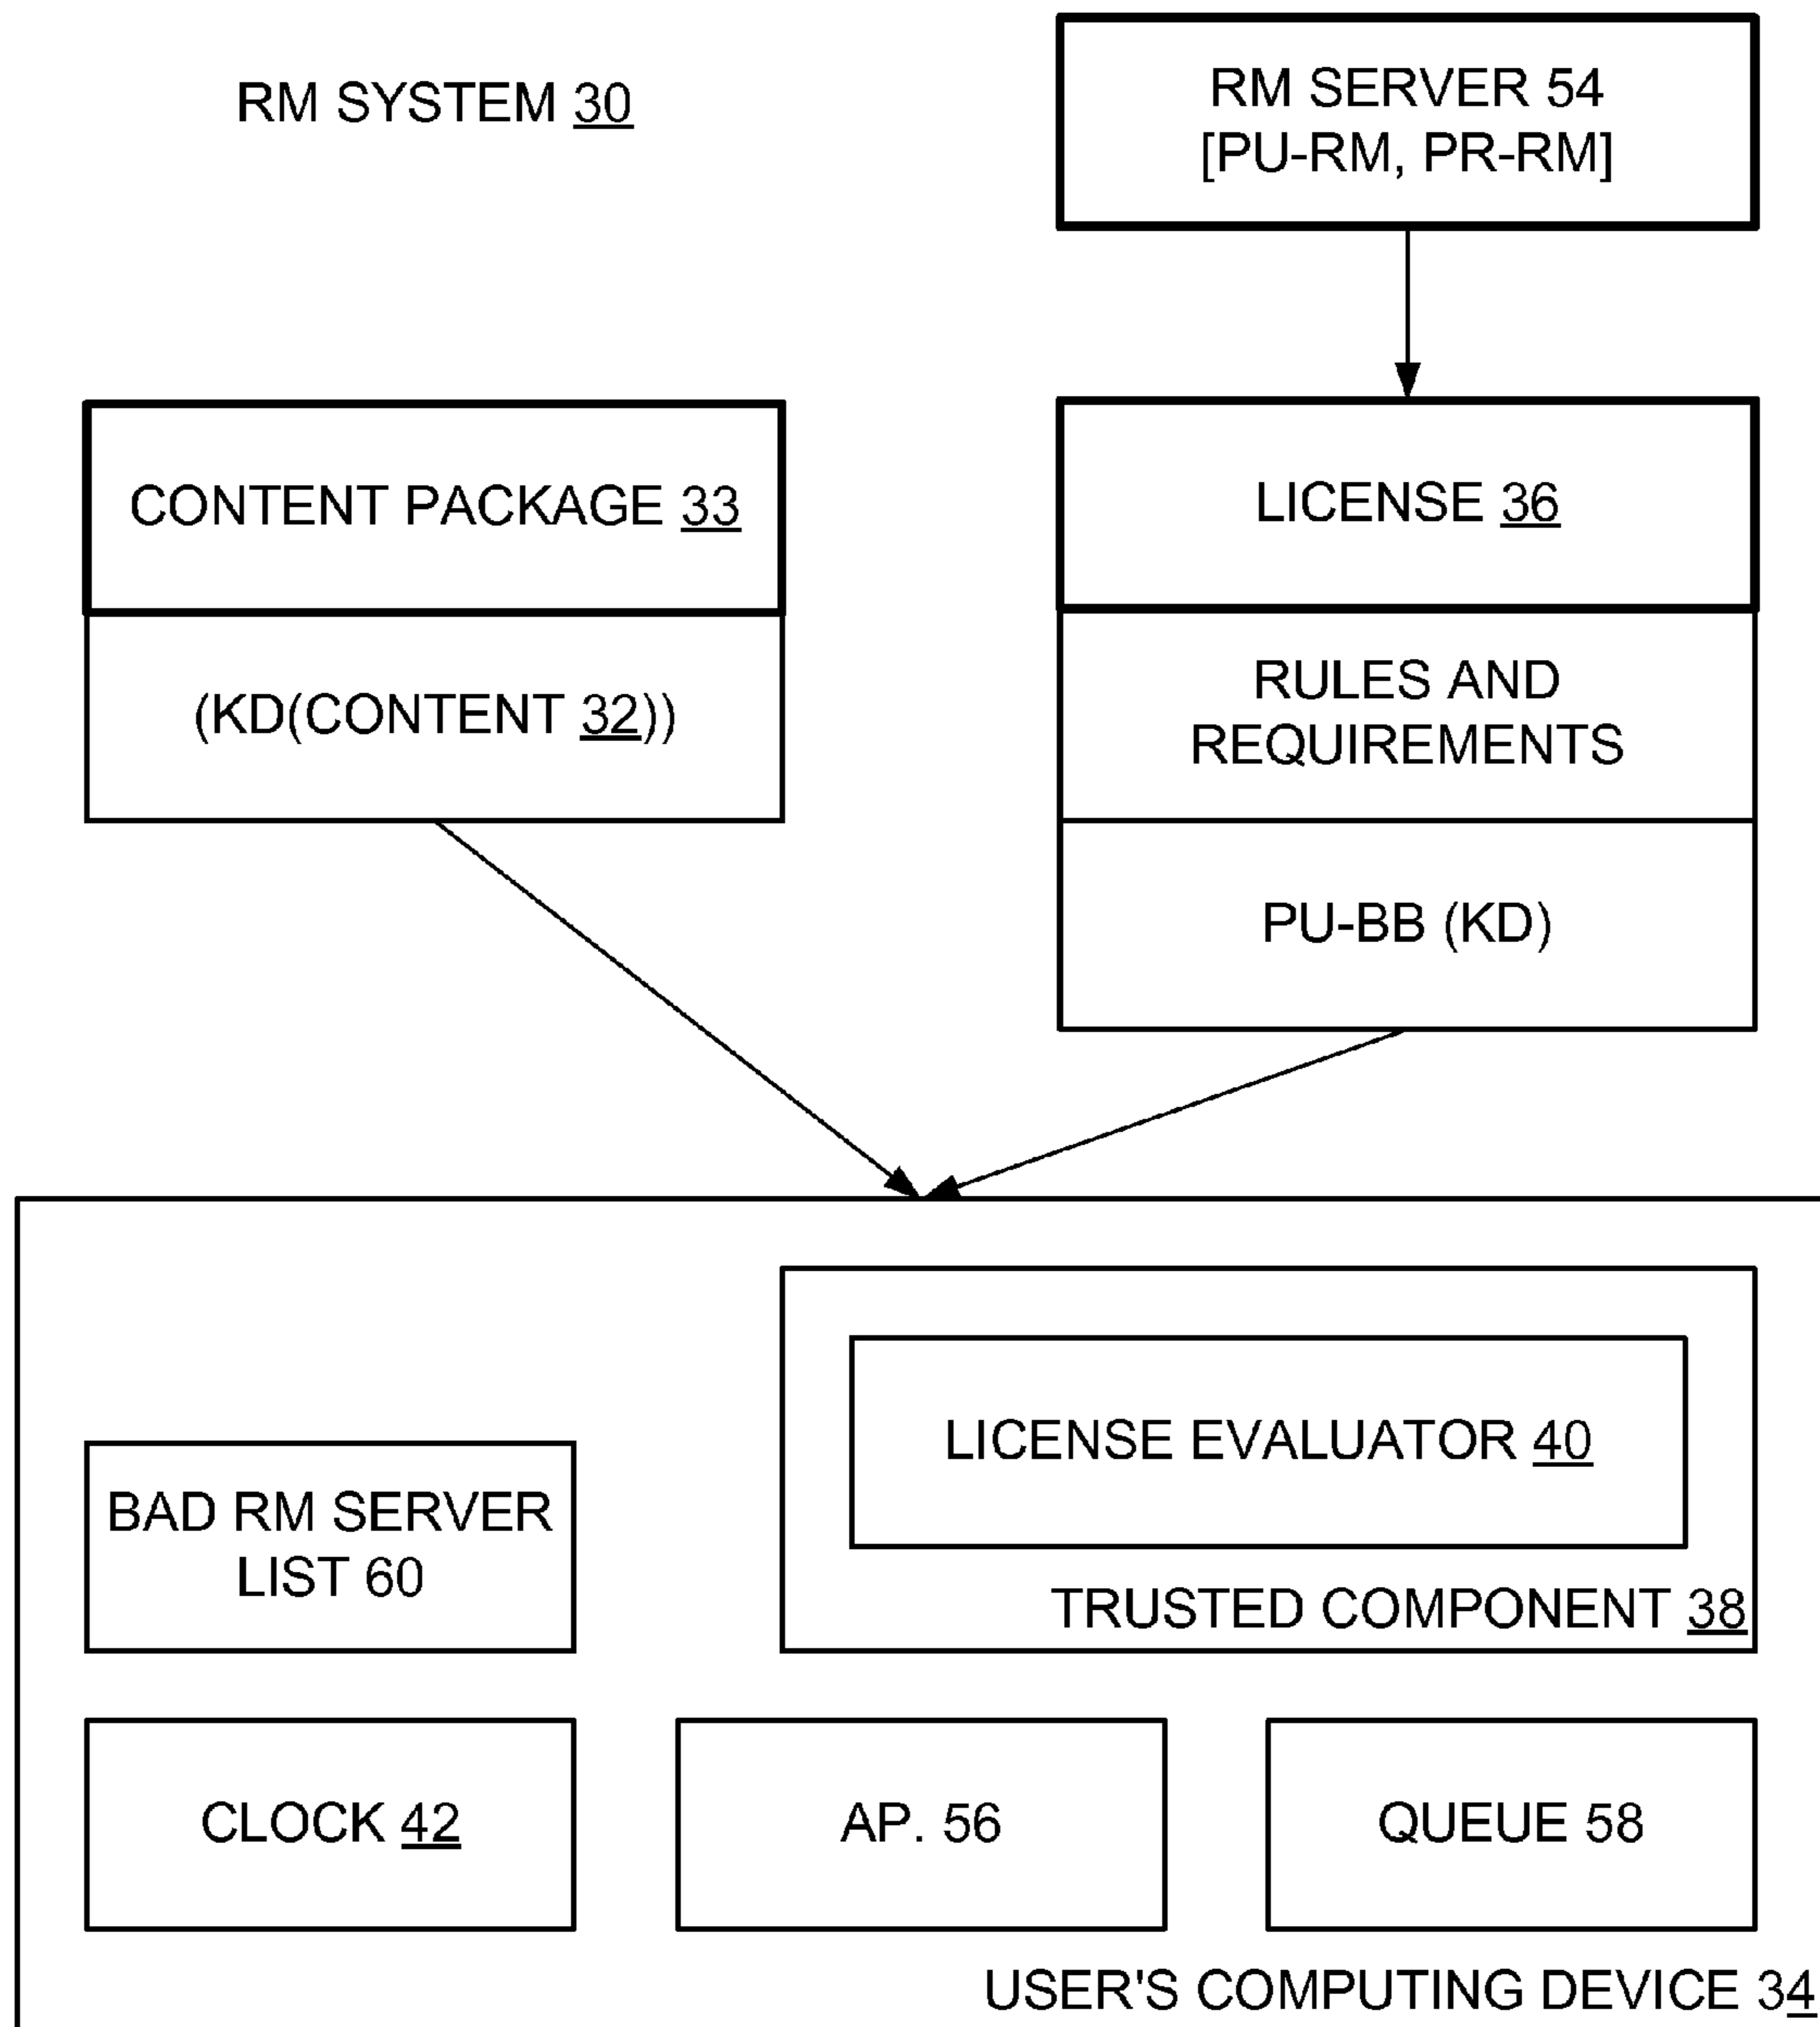 RM SYSTEM 30
RM SERVER 54
[PU-RM, PR-RM]
CONTENT PACKAGE 33
(KD(CONTENT 32))
LICENSE 36
RULES AND
REQUIREMENTS
PU-BB (KD)
LICENSE EVALUATOR 40
TRUSTED COMPONENT 38
BAD RM SERVER
LIST 60
CLOCK 42
AP. 56
QUEUE 58
USER'S COMPUTING DEVICE 34